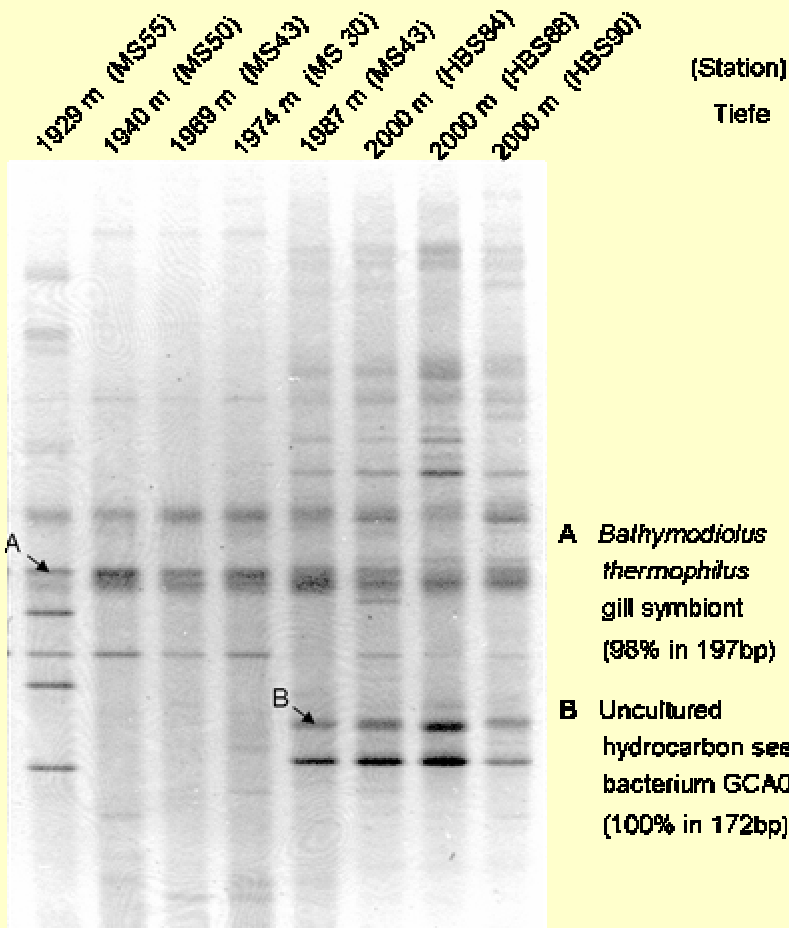 1929 m (MS55)
1940 m (MS50)
1969 m (MS43)
1974 m (MS 30)
1987 m (MS43)
2000 m (HBS84)
2000 m (HBS88)
2000 m (HBS90)
(Station)
Tiefe
A
B
A Bathymodiolus
thermophilus
gill symbiont
(98% in 197bp)
B Uncultured
hydrocarbon see
bacterium GCA0
(100% in 172bp)